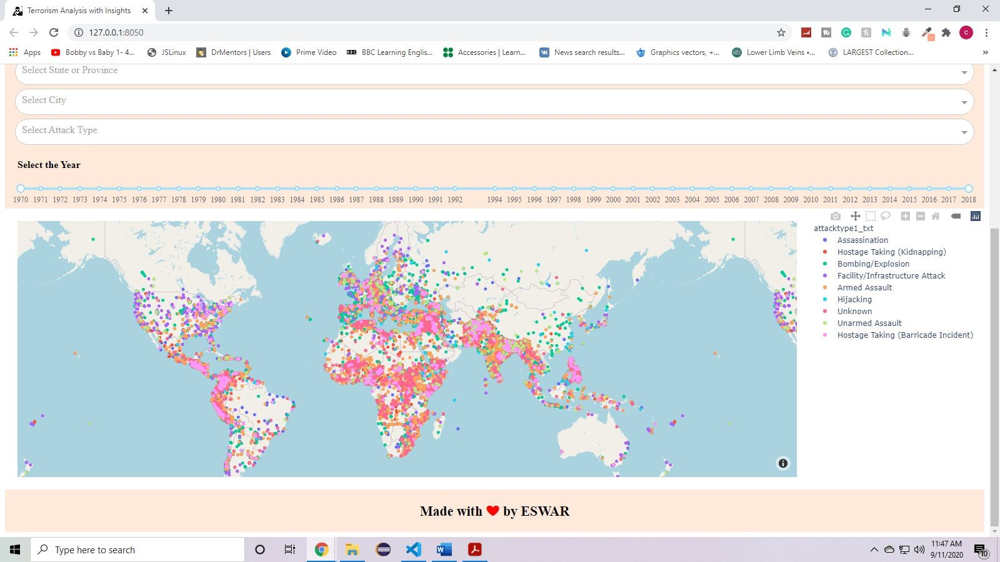 Terrorism Analysis with Insights
127.0.0.1:8050
Apps
Bobby vs Baby 1- 4...
JSLinux
DrMentors | Users
Prime Video
BBC Learning Englis...
Accessories | Learn...
News search results...
Graphics vectors, +...
Lower Limb Veins •...
LARGEST Collection...
Select State or Province
Select City
Select Attack Type
Select the Year
1970 1971 1972 1973 1974 1975 1976 1977 1978 1979 1980 1981 1982 1983 1984 1985 1986 1987 1988 1989 1990 1991 1992 1994 1995 1996 1997 1998 1999 2000 2001 2002 2003 2004 2005 2006 2007 2008 2009 2010 2011 2012 2013 2014 2015 2016 2017 2018
attacktype1_txt
Assassination
Hostage Taking (Kidnapping)
Bombing/Explosion
Facility/Infrastructure Attack
Armed Assault
Hijacking
Unknown
Unarmed Assault
Hostage Taking (Barricade Incident)
Made with ❤ by ESWAR
Type here to search
11:47 AM
9/11/2020
10